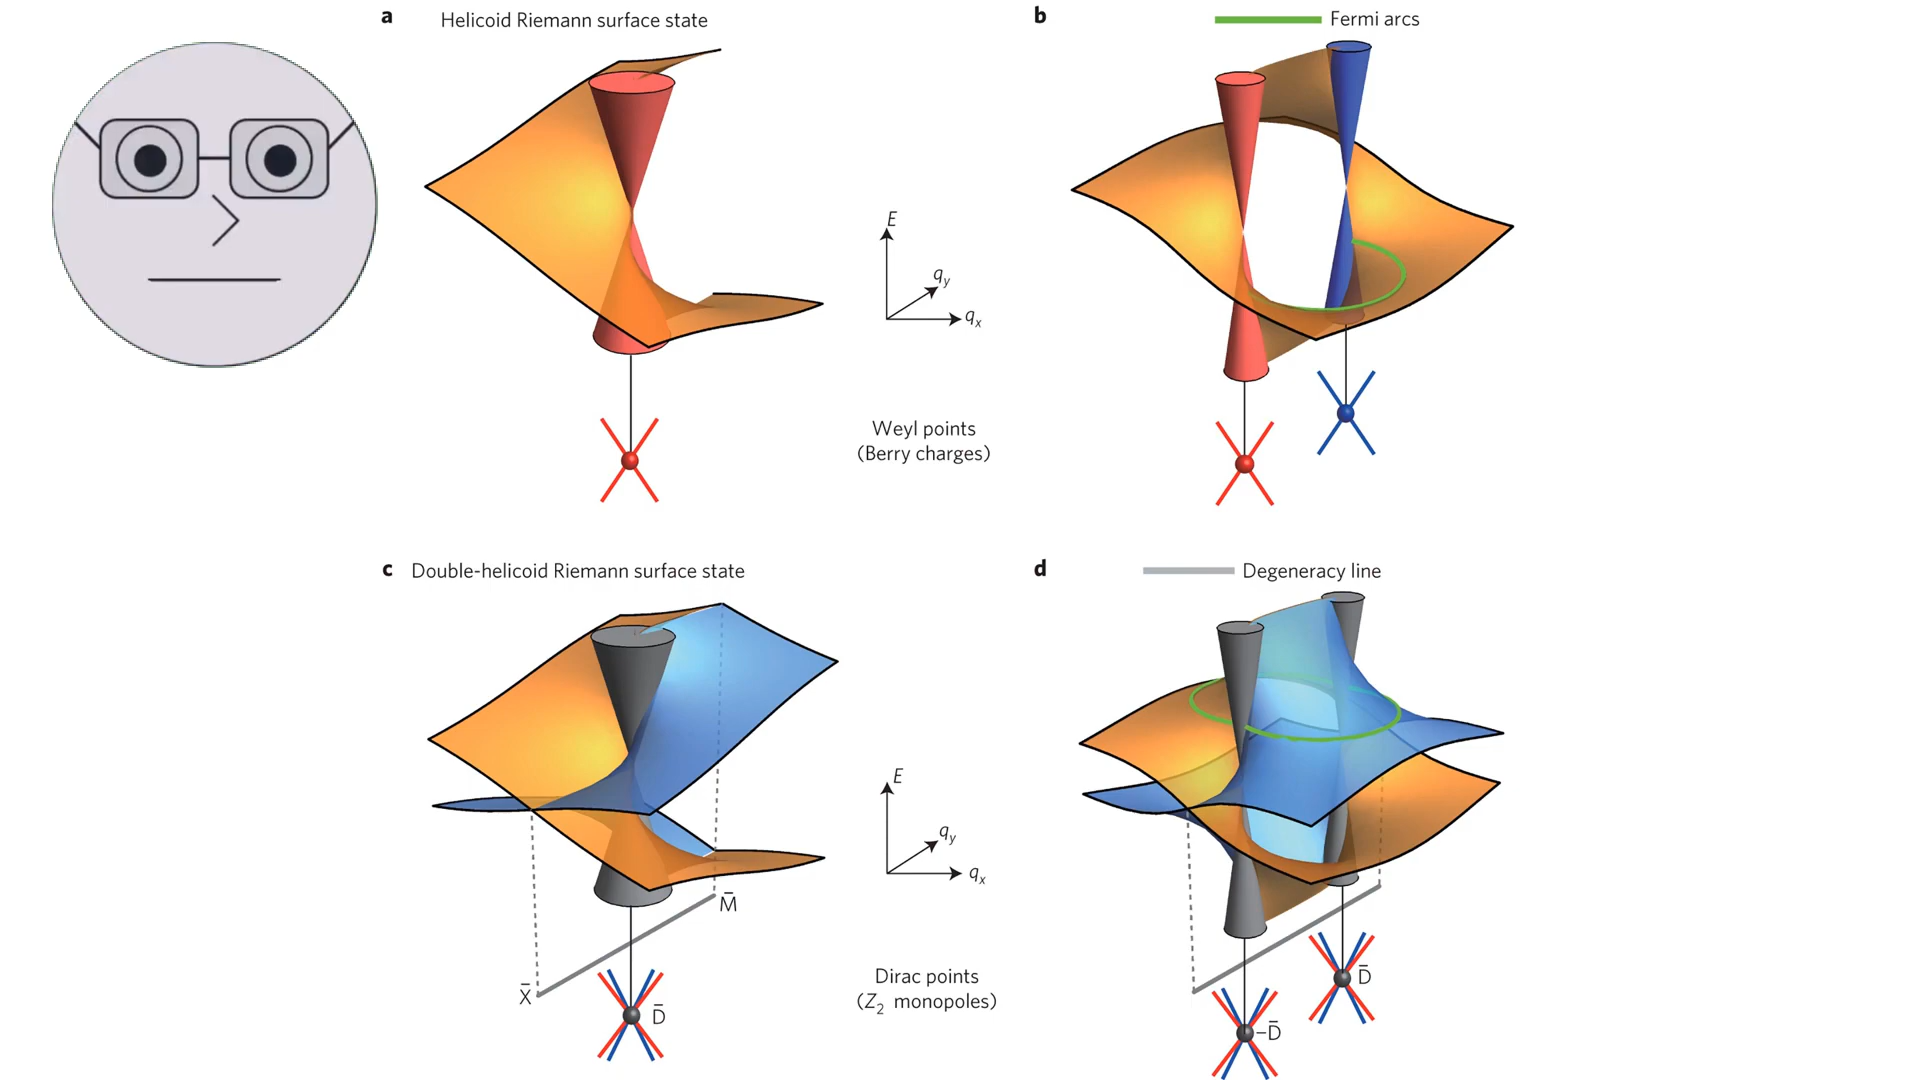 a Helicoid Riemann surface state
b Fermi arcs
E
q_y
q_x
Weyl points
(Berry charges)
c Double-helicoid Riemann surface state
d Degeneracy line
E
q_y
q_x
M̄
X̄
D̄
Dirac points
(Z₂ monopoles)
D̄
−D̄